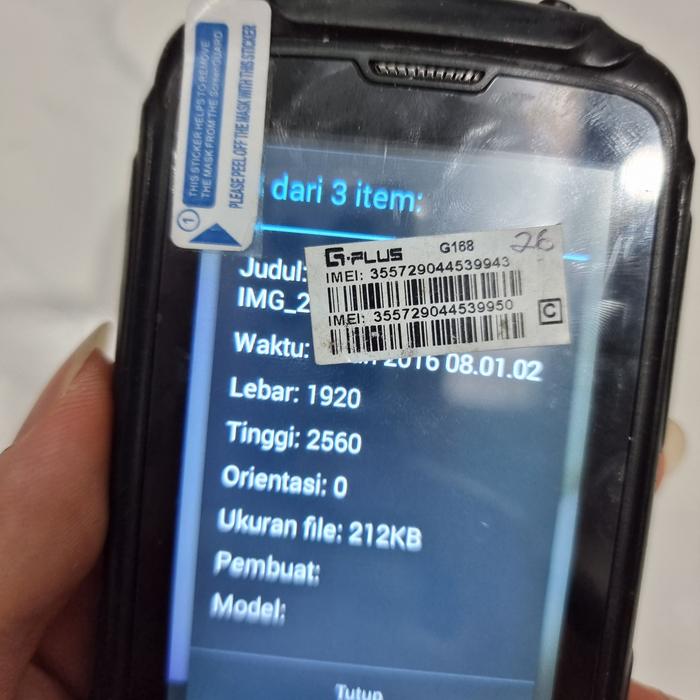 ① THIS STICKER HELPS TO REMOVE
THE MASK FROM THE ScreenGUARD
PLEASE PEEL OFF THE MASK WITH THIS STICKER
dari 3 item:
G-PLUS G168 26
IMEI: 355729044539943
IMEI: 355729044539950
C
Judul:
IMG_2
Waktu: 2016 08.01.02
Lebar: 1920
Tinggi: 2560
Orientasi: 0
Ukuran file: 212KB
Pembuat:
Model:
Tutup